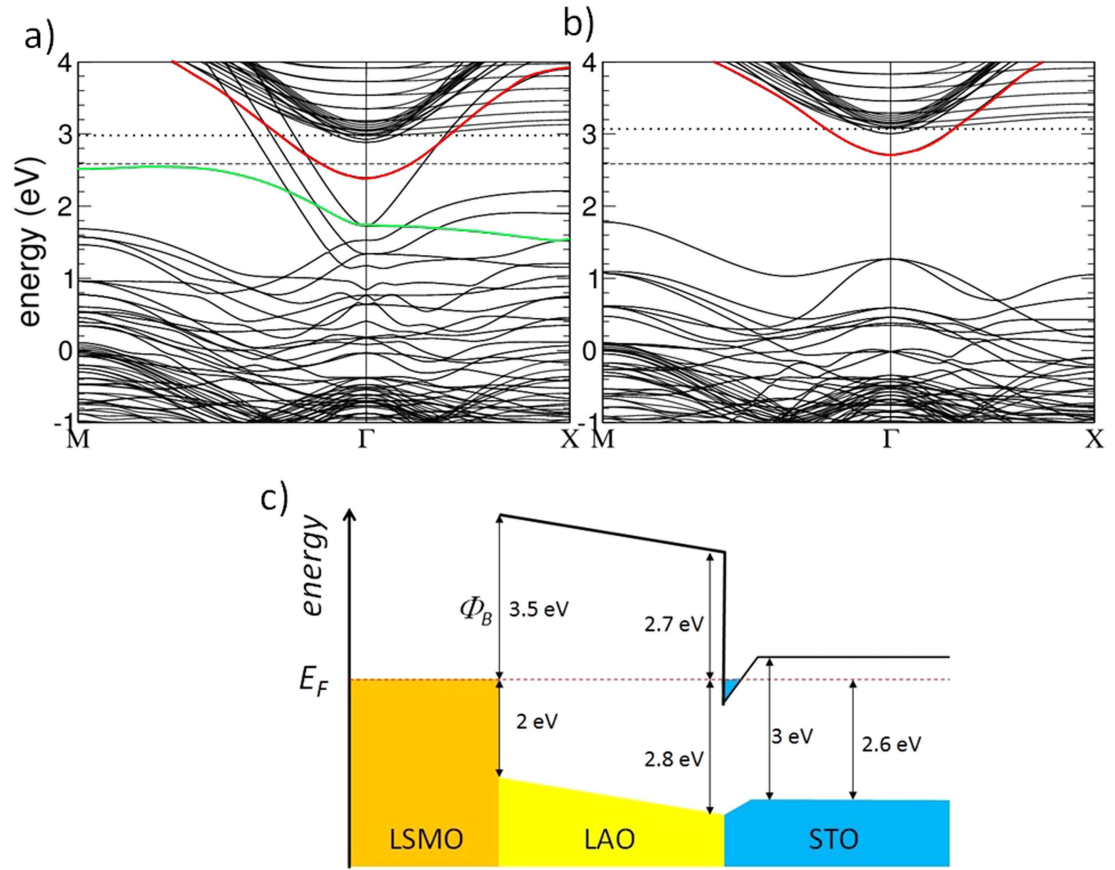 a)
b)
4
3
2
1
0
-1
energy (eV)
M
Γ
X
4
3
2
1
0
-1
M
Γ
X
c)
energy
Φ_B
3.5 eV
2.7 eV
E_F
2 eV
2.8 eV
3 eV
2.6 eV
LSMO
LAO
STO